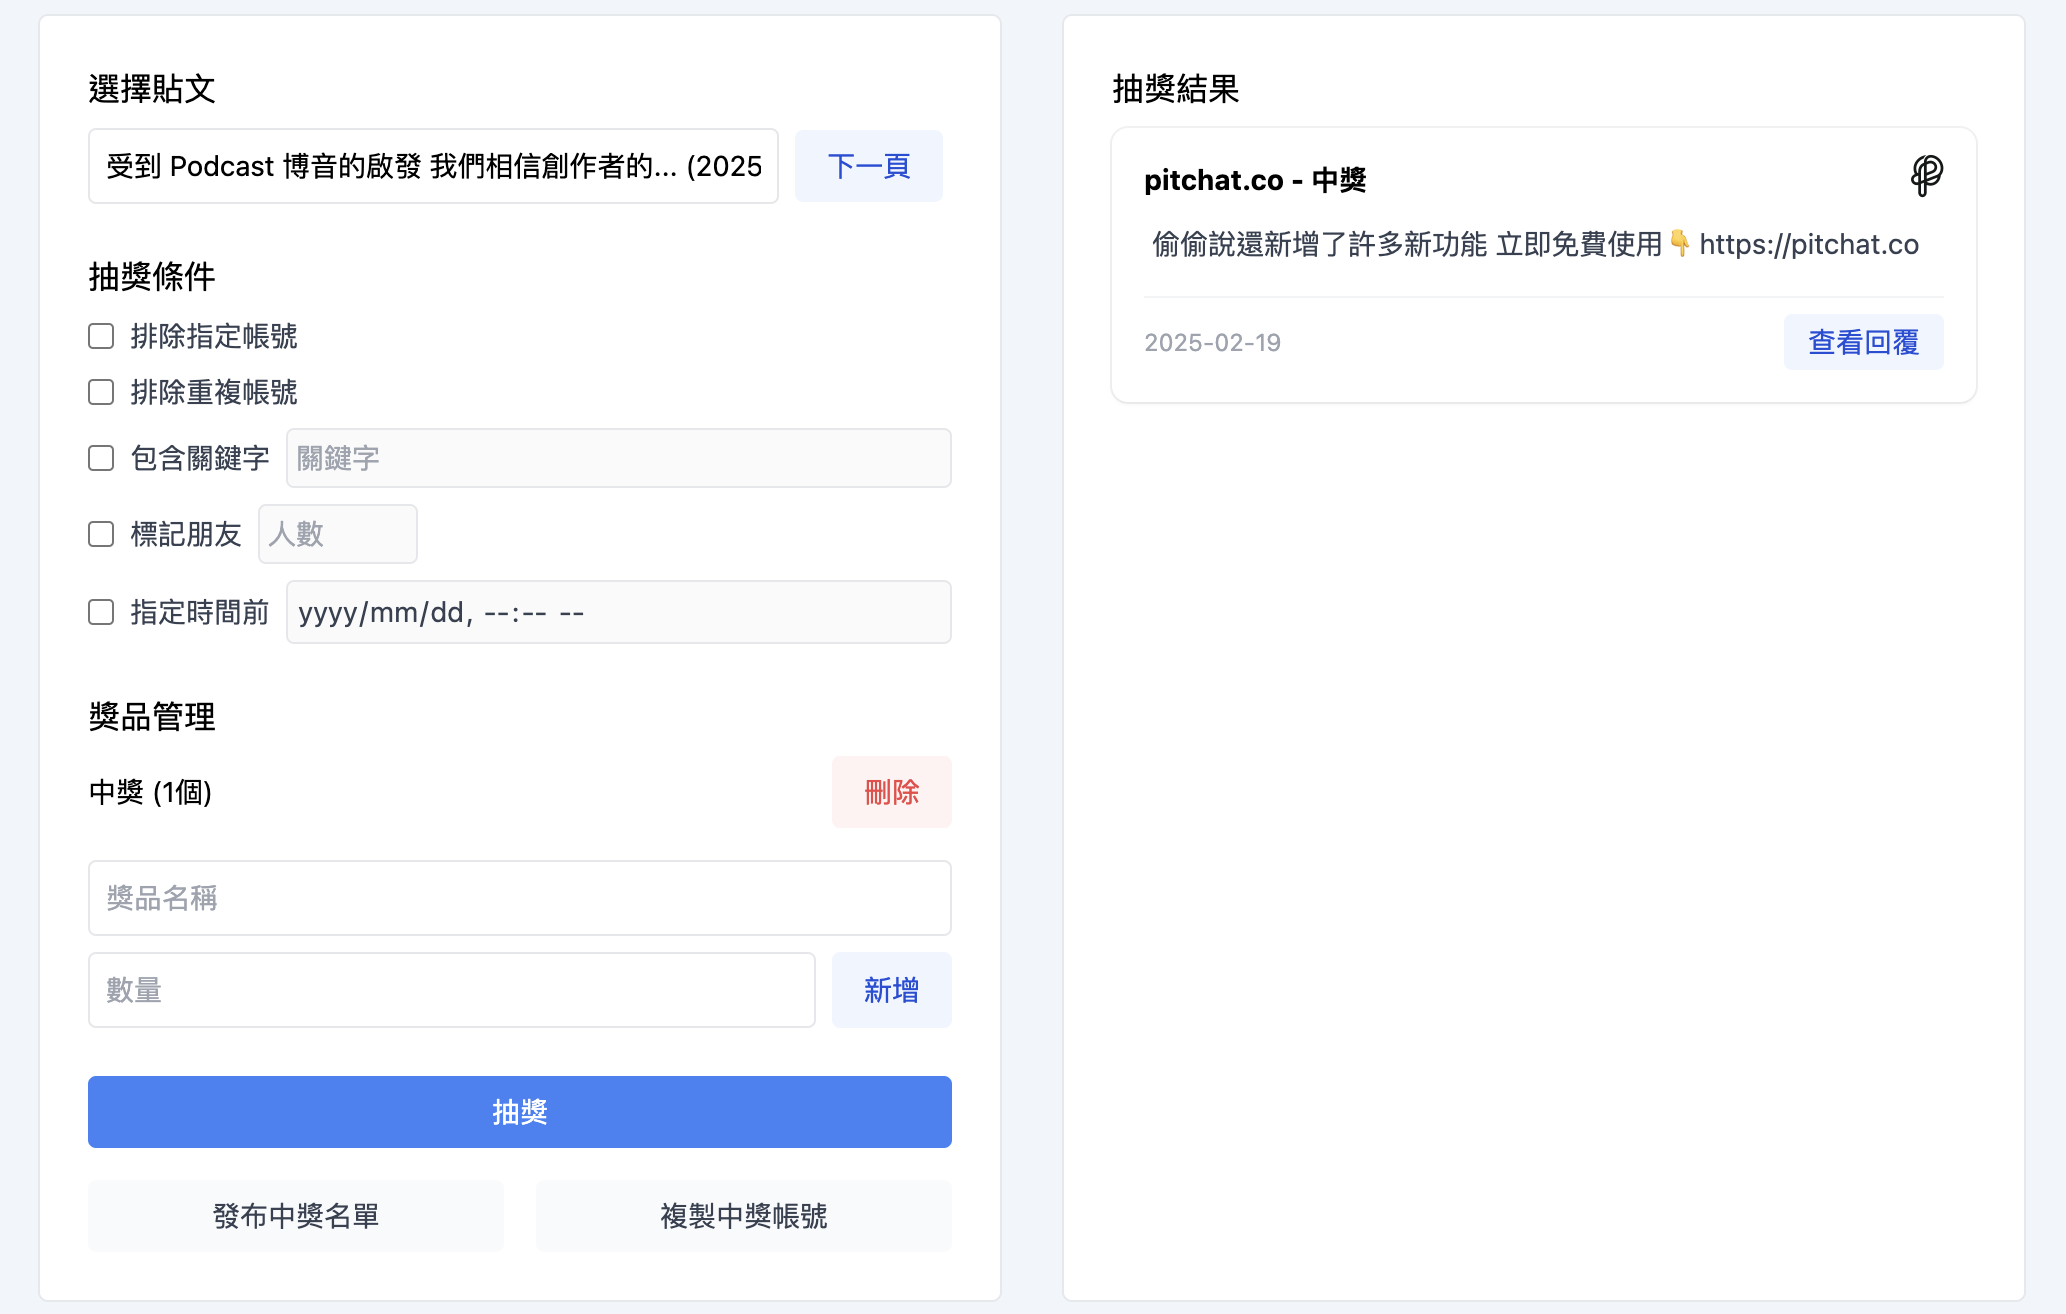 選擇貼文
受到 Podcast 博音的啟發 我們相信創作者的... (2025
下一頁
抽獎條件
排除指定帳號
排除重複帳號
包含關鍵字 關鍵字
標記朋友 人數
指定時間前 yyyy/mm/dd, --:-- --
獎品管理
中獎 (1個)
刪除
獎品名稱
數量
新增
抽獎
發布中獎名單
複製中獎帳號
抽獎結果
pitchat.co - 中獎
偷偷說還新增了許多新功能 立即免費使用👇 https://pitchat.co
2025-02-19
查看回覆